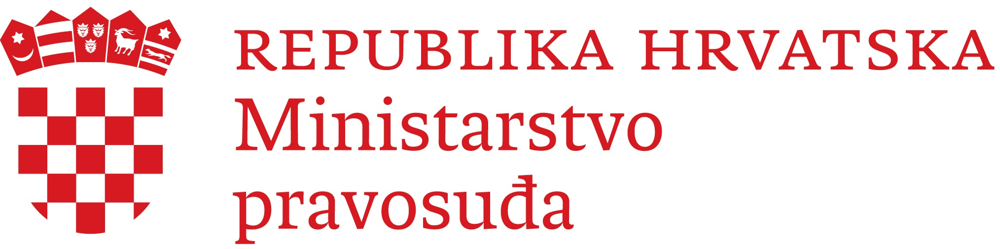 REPUBLIKA HRVATSKA
Ministarstvo
pravosuđa